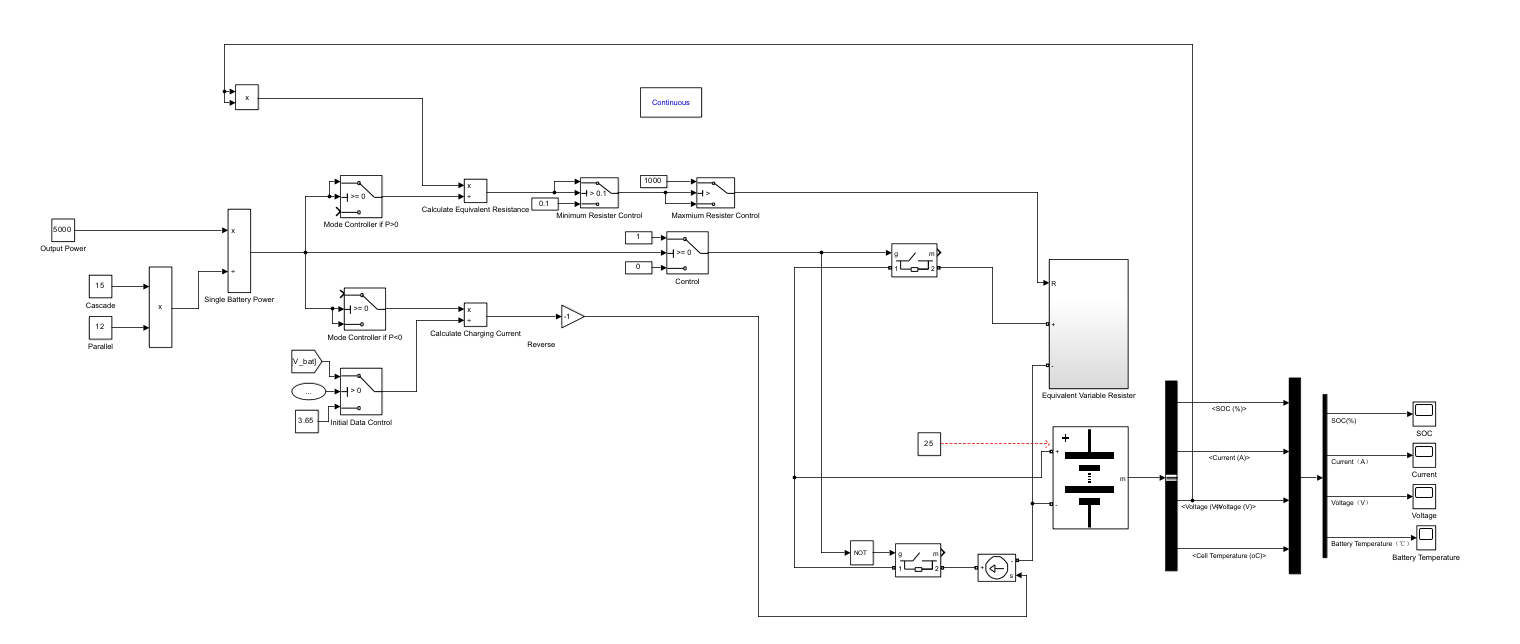 x
Continuous
>= 0
Mode Controller if P>0
x
÷
Calculate Equivalent Resistance
> 0.1
0.1
Minimum Resister Control
1000
>
Maxmium Resister Control
5000
Output Power
x
÷
Single Battery Power
15
Cascade
12
Parallel
x
1
0
>= 0
Control
g
m
1
2
R
+
-
Equivalent Variable Resister
>= 0
Mode Controller if P<0
x
÷
Calculate Charging Current
-1
Reverse
[V_bat]
...
3.65
> 0
Initial Data Control
25
+
+
-
m
<SOC (%)>
<Current (A)>
<Voltage (V)>
<Cell Temperature (oC)>
SOC(%)
SOC
Current（A）
Current
Voltage（V）
Voltage
Battery Temperature（℃）
Battery Temperature
NOT
g
m
1
2
+
-
s